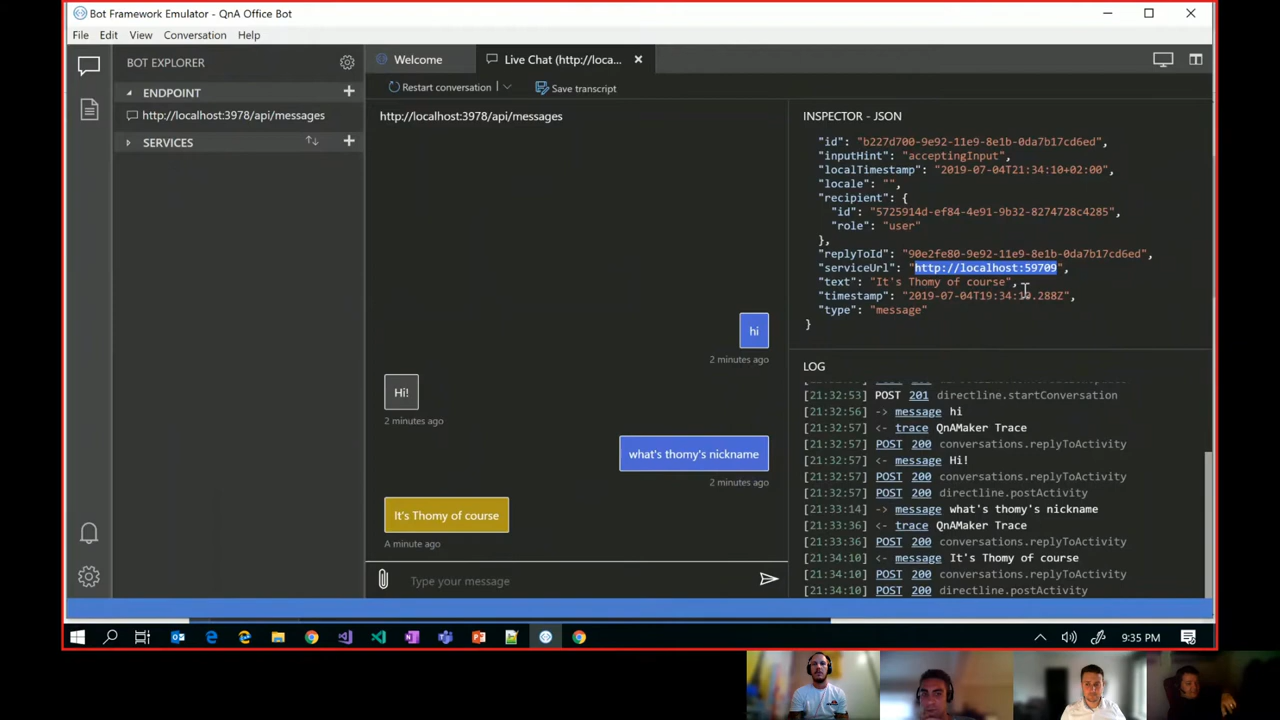 Bot Framework Emulator - QnA Office Bot
File Edit View Conversation Help
BOT EXPLORER
ENDPOINT
http://localhost:3978/api/messages
SERVICES
Welcome
Live Chat (http://loca...
Restart conversation
Save transcript
http://localhost:3978/api/messages
hi
2 minutes ago
Hi!
2 minutes ago
what's thomy's nickname
2 minutes ago
It's Thomy of course
A minute ago
Type your message
INSPECTOR - JSON
"id": "b227d700-9e92-11e9-8e1b-0da7b17cd6ed",
"inputHint": "acceptingInput",
"localTimestamp": "2019-07-04T21:34:10+02:00",
"locale": "",
"recipient": {
"id": "5725914d-ef84-4e91-9b32-8274728c4285",
"role": "user"
},
"replyToId": "90e2fe80-9e92-11e9-8e1b-0da7b17cd6ed",
"serviceUrl": "http://localhost:59709",
"text": "It's Thomy of course",
"timestamp": "2019-07-04T19:34:10.288Z",
"type": "message"
}
LOG
[21:32:53] POST 201 directline.startConversation
[21:32:56] -> message hi
[21:32:57] <- trace QnAMaker Trace
[21:32:57] POST 200 conversations.replyToActivity
[21:32:57] <- message Hi!
[21:32:57] POST 200 conversations.replyToActivity
[21:32:57] POST 200 directline.postActivity
[21:33:14] -> message what's thomy's nickname
[21:33:36] <- trace QnAMaker Trace
[21:33:36] POST 200 conversations.replyToActivity
[21:34:10] <- message It's Thomy of course
[21:34:10] POST 200 conversations.replyToActivity
[21:34:10] POST 200 directline.postActivity
9:35 PM